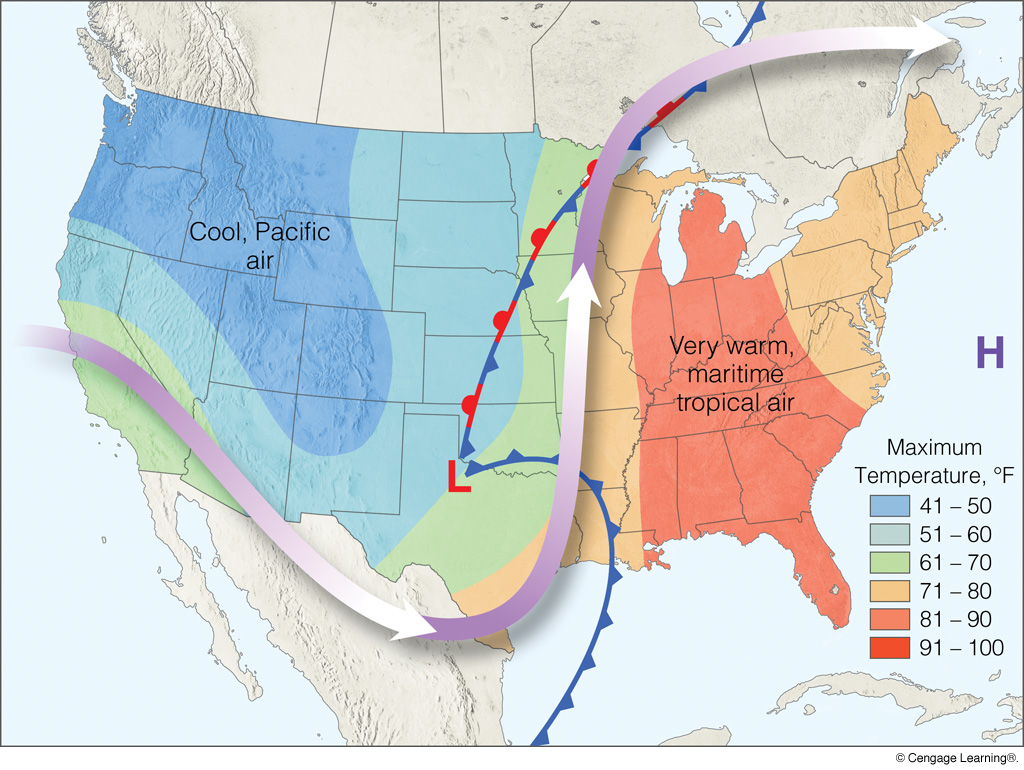 Cool, Pacific
air
Very warm,
maritime
tropical air
H
L
Maximum
Temperature, °F
41 – 50
51 – 60
61 – 70
71 – 80
81 – 90
91 – 100
© Cengage Learning®.